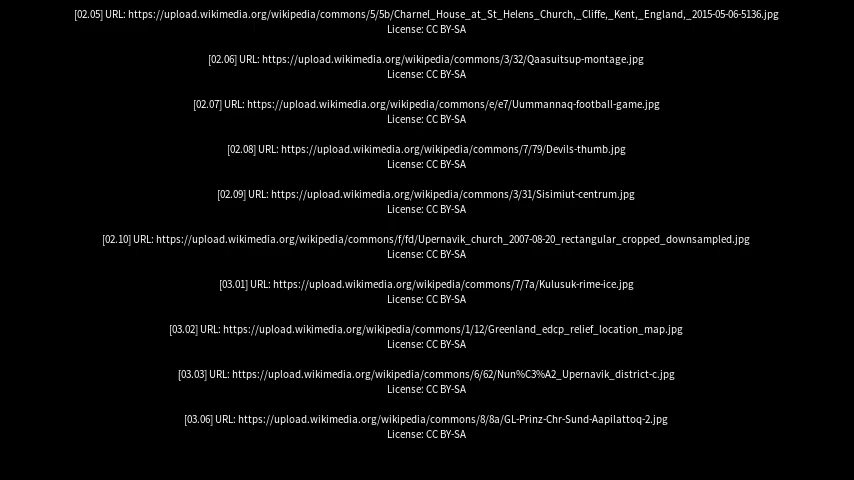 [02.05] URL: https://upload.wikimedia.org/wikipedia/commons/5/5b/Charnel_House_at_St_Helens_Church,_Cliffe,_Kent,_England,_2015-05-06-5136.jpg
License: CC BY-SA
[02.06] URL: https://upload.wikimedia.org/wikipedia/commons/3/32/Qaasuitsup-montage.jpg
License: CC BY-SA
[02.07] URL: https://upload.wikimedia.org/wikipedia/commons/e/e7/Uummannaq-football-game.jpg
License: CC BY-SA
[02.08] URL: https://upload.wikimedia.org/wikipedia/commons/7/79/Devils-thumb.jpg
License: CC BY-SA
[02.09] URL: https://upload.wikimedia.org/wikipedia/commons/3/31/Sisimiut-centrum.jpg
License: CC BY-SA
[02.10] URL: https://upload.wikimedia.org/wikipedia/commons/f/fd/Upernavik_church_2007-08-20_rectangular_cropped_downsampled.jpg
License: CC BY-SA
[03.01] URL: https://upload.wikimedia.org/wikipedia/commons/7/7a/Kulusuk-rime-ice.jpg
License: CC BY-SA
[03.02] URL: https://upload.wikimedia.org/wikipedia/commons/1/12/Greenland_edcp_relief_location_map.jpg
License: CC BY-SA
[03.03] URL: https://upload.wikimedia.org/wikipedia/commons/6/62/Nun%C3%A2_Upernavik_district-c.jpg
License: CC BY-SA
[03.06] URL: https://upload.wikimedia.org/wikipedia/commons/8/8a/GL-Prinz-Chr-Sund-Aapilattoq-2.jpg
License: CC BY-SA